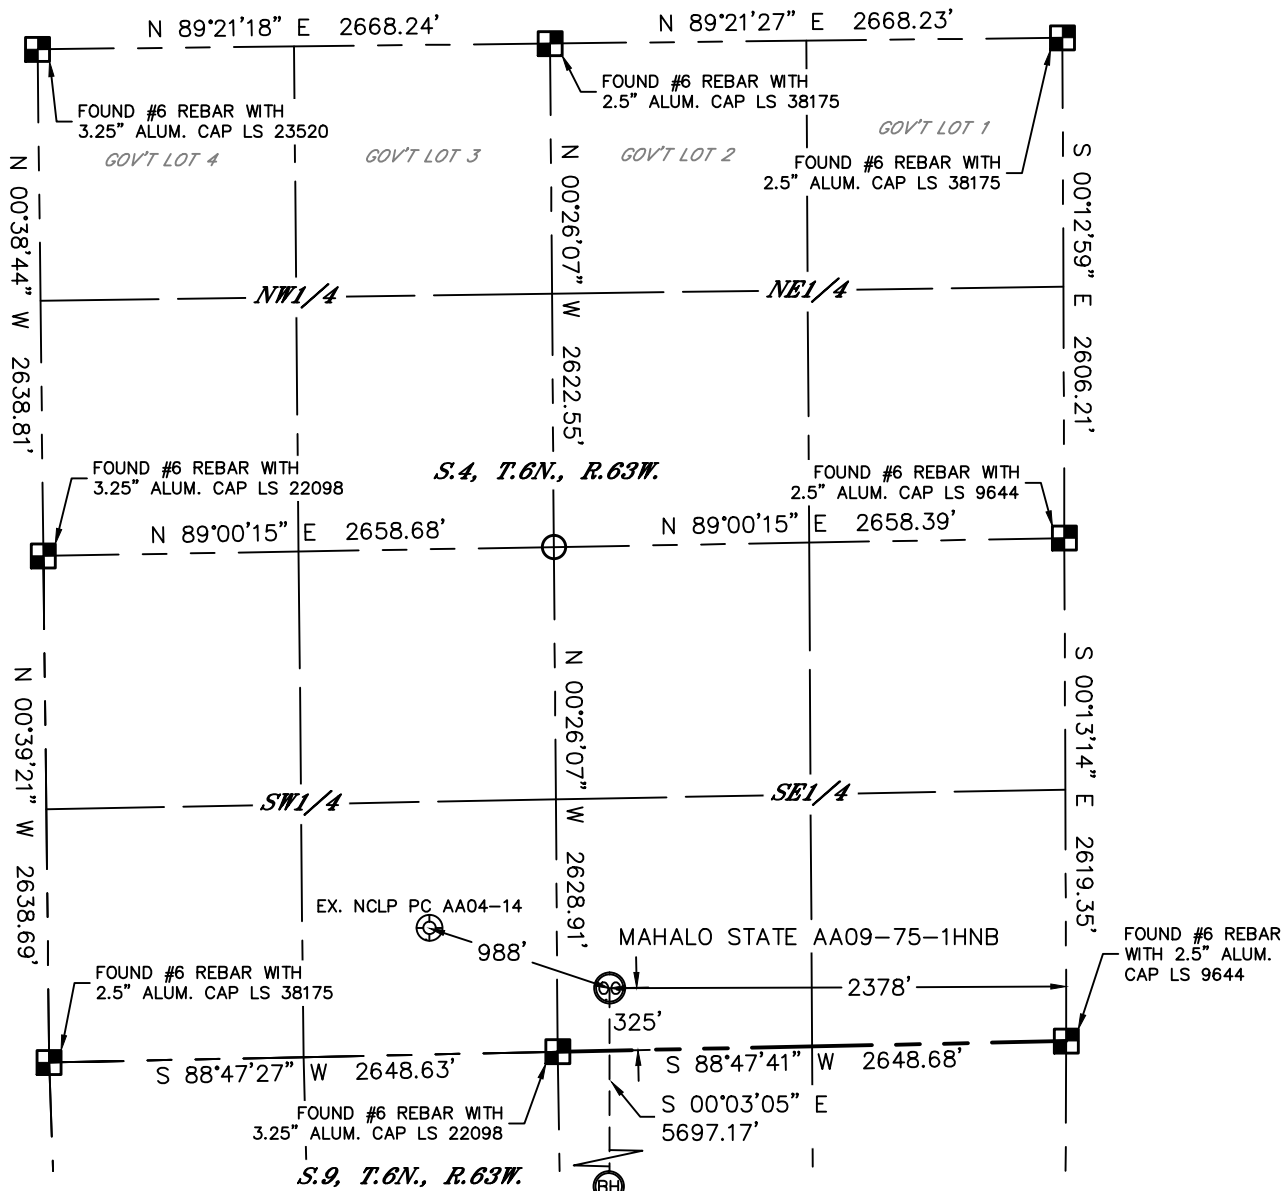 N 89°21'18" E 2668.24'
N 89°21'27" E 2668.23'
FOUND #6 REBAR WITH
3.25" ALUM. CAP LS 23520
FOUND #6 REBAR WITH
2.5" ALUM. CAP LS 38175
GOV'T LOT 4
GOV'T LOT 3
GOV'T LOT 2
GOV'T LOT 1
FOUND #6 REBAR WITH
2.5" ALUM. CAP LS 38175
N 00°38'44" W 2638.81'
N 00°26'07" W 2622.55'
S 00°12'59" E 2606.21'
NW1/4
NE1/4
S.4, T.6N., R.63W.
FOUND #6 REBAR WITH
3.25" ALUM. CAP LS 22098
FOUND #6 REBAR WITH
2.5" ALUM. CAP LS 9644
N 89°00'15" E 2658.68'
N 89°00'15" E 2658.39'
N 00°39'21" W 2638.69'
N 00°26'07" W 2628.91'
S 00°13'14" E 2619.35'
SW1/4
SE1/4
EX. NCLP PC AA04-14
988'
MAHALO STATE AA09-75-1HNB
2378'
325'
FOUND #6 REBAR
WITH 2.5" ALUM.
CAP LS 9644
FOUND #6 REBAR WITH
2.5" ALUM. CAP LS 38175
S 88°47'27" W 2648.63'
S 88°47'41" W 2648.68'
FOUND #6 REBAR WITH
3.25" ALUM. CAP LS 22098
S 00°03'05" E
5697.17'
S.9, T.6N., R.63W.
BH